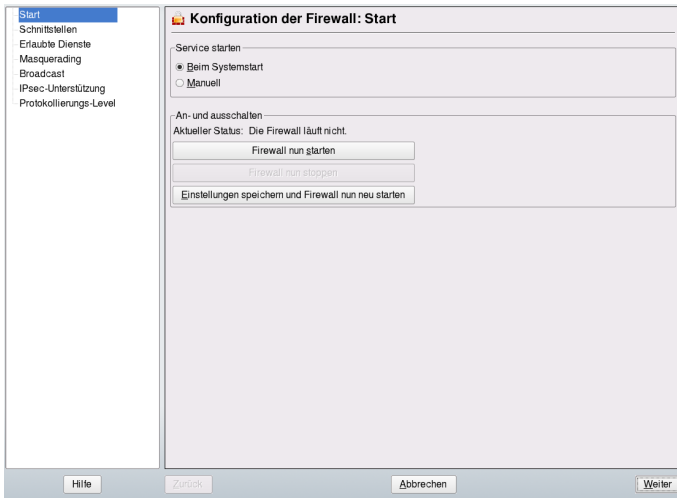 Start
Schnittstellen
Erlaubte Dienste
Masquerading
Broadcast
IPsec-Unterstützung
Protokollierungs-Level
Konfiguration der Firewall: Start
Service starten
Beim Systemstart
Manuell
An- und ausschalten
Aktueller Status: Die Firewall läuft nicht.
Firewall nun starten
Firewall nun stoppen
Einstellungen speichern und Firewall nun neu starten
Hilfe
Zurück
Abbrechen
Weiter